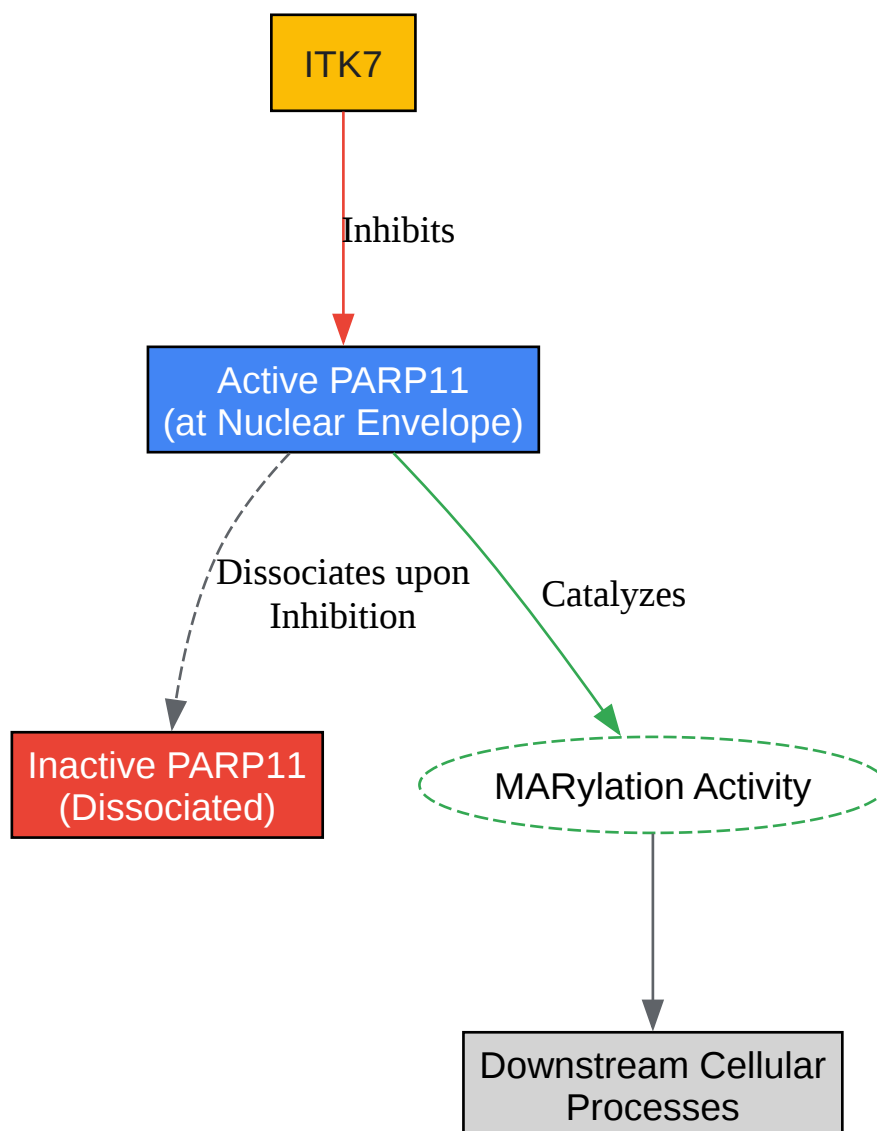 ITK7
Inhibits
Active PARP11
(at Nuclear Envelope)
Dissociates upon
Inhibition
Catalyzes
Inactive PARP11
(Dissociated)
MARylation Activity
Downstream Cellular
Processes